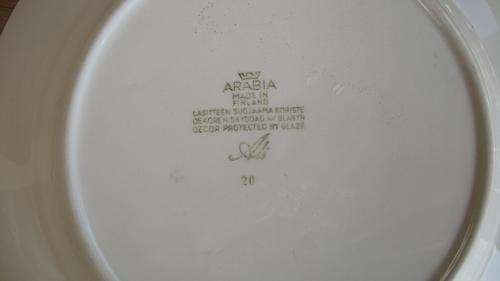 ARABIA
MADE IN
FINLAND
LASITTEEN SUOJAAMA KORISTE
DEKOREN SKYDDAD AV GLASYR
DECOR PROTECTED BY GLAZE
20